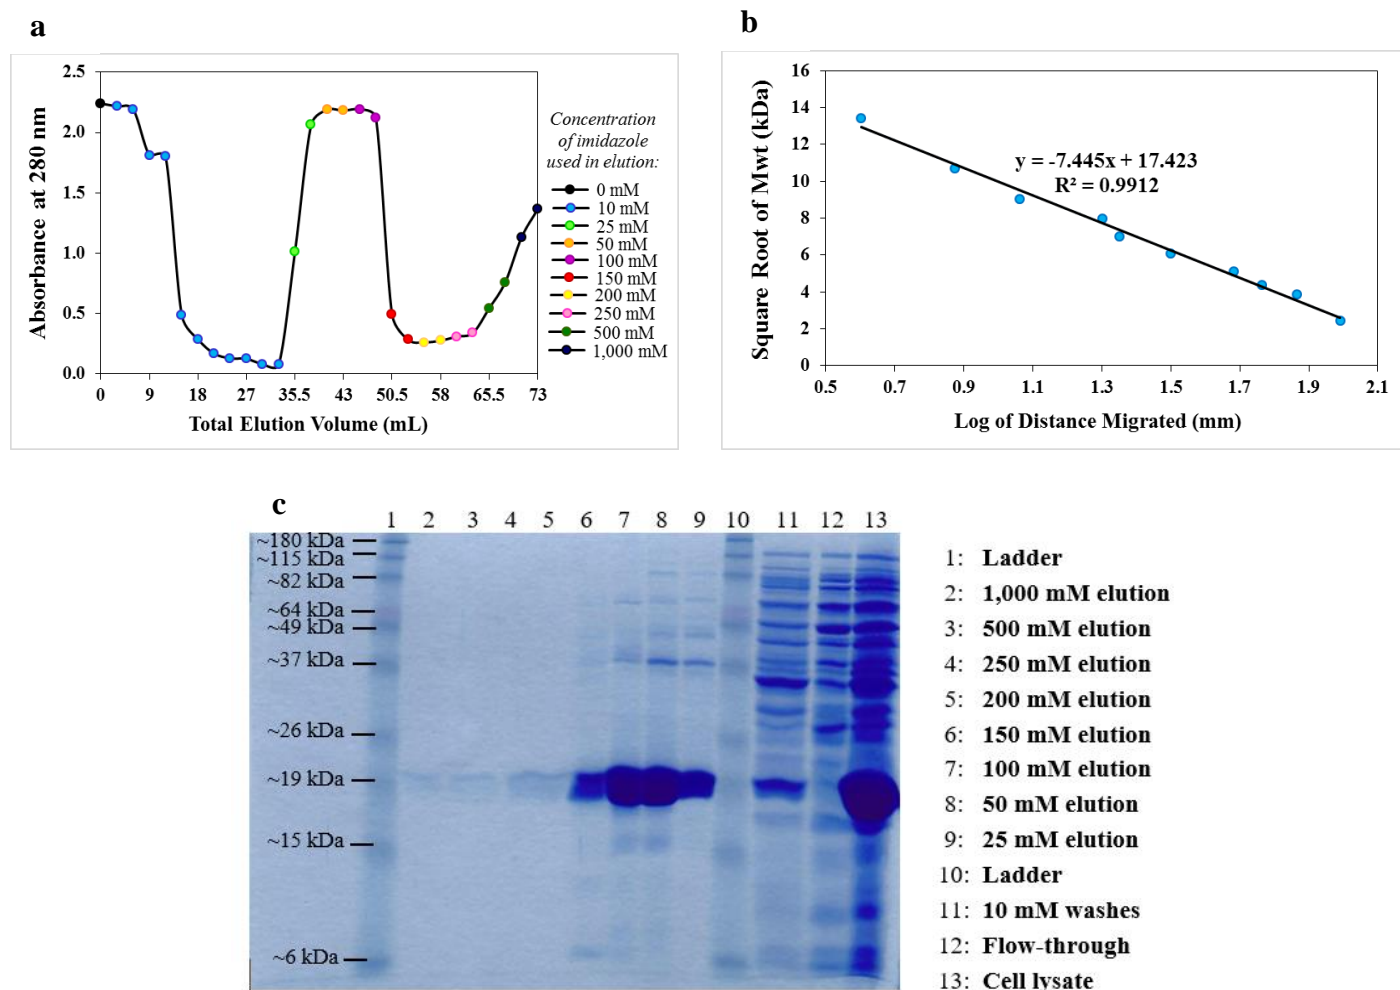 a
2.5
2.0
1.5
1.0
0.5
0.0
0 9 18 27 35.5 43 50.5 58 65.5 73
Absorbance at 280 nm
Total Elution Volume (mL)
Concentration
of imidazole
used in elution:
0 mM
10 mM
25 mM
50 mM
100 mM
150 mM
200 mM
250 mM
500 mM
1,000 mM
b
16
14
12
10
8
6
4
2
0
0.5 0.7 0.9 1.1 1.3 1.5 1.7 1.9 2.1
Square Root of Mwt (kDa)
Log of Distance Migrated (mm)
y = -7.445x + 17.423
R² = 0.9912
c
1 2 3 4 5 6 7 8 9 10 11 12 13
~180 kDa
~115 kDa
~82 kDa
~64 kDa
~49 kDa
~37 kDa
~26 kDa
~19 kDa
~15 kDa
~6 kDa
1: Ladder
2: 1,000 mM elution
3: 500 mM elution
4: 250 mM elution
5: 200 mM elution
6: 150 mM elution
7: 100 mM elution
8: 50 mM elution
9: 25 mM elution
10: Ladder
11: 10 mM washes
12: Flow-through
13: Cell lysate